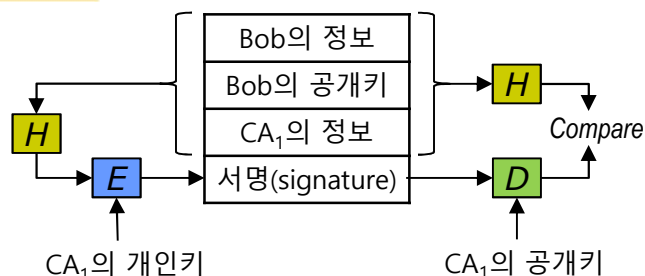 Bob의 정보
Bob의 공개키
CA₁의 정보
서명(signature)
H
E
H
D
Compare
CA₁의 개인키
CA₁의 공개키